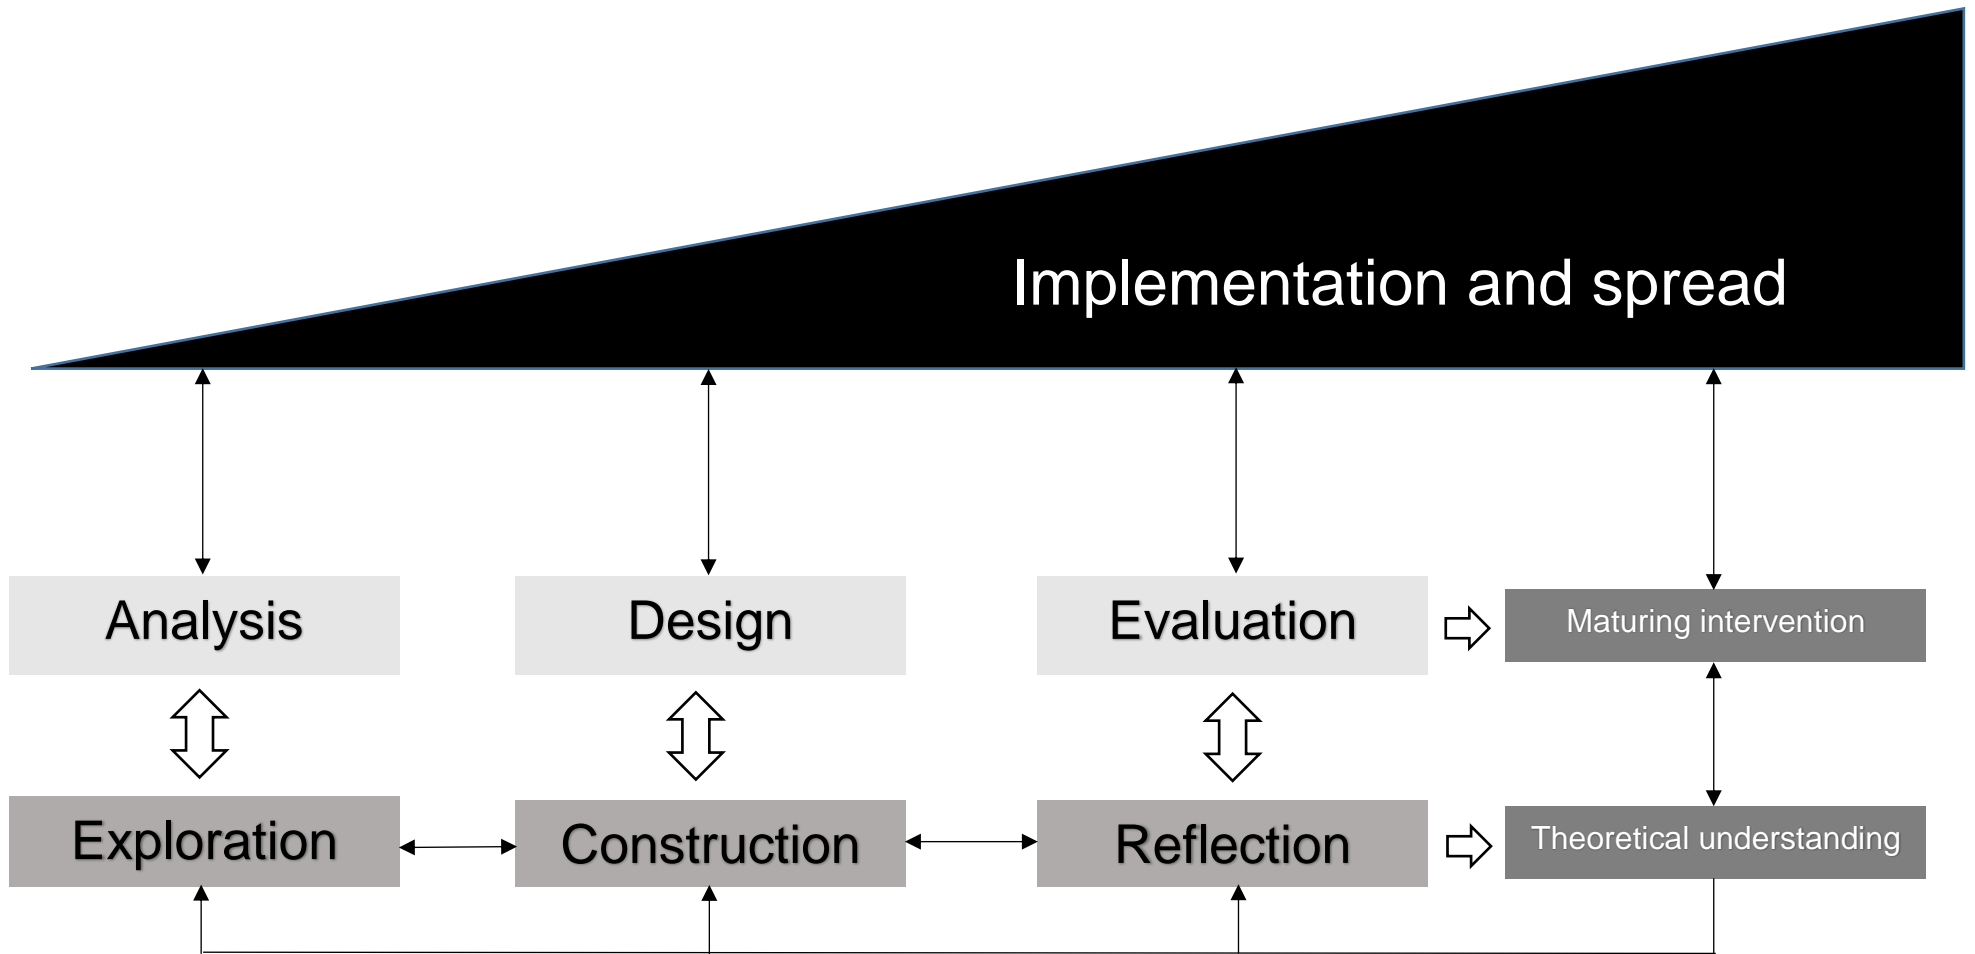 Implementation and spread
Analysis
Design
Evaluation
Maturing intervention
Exploration
Construction
Reflection
Theoretical understanding